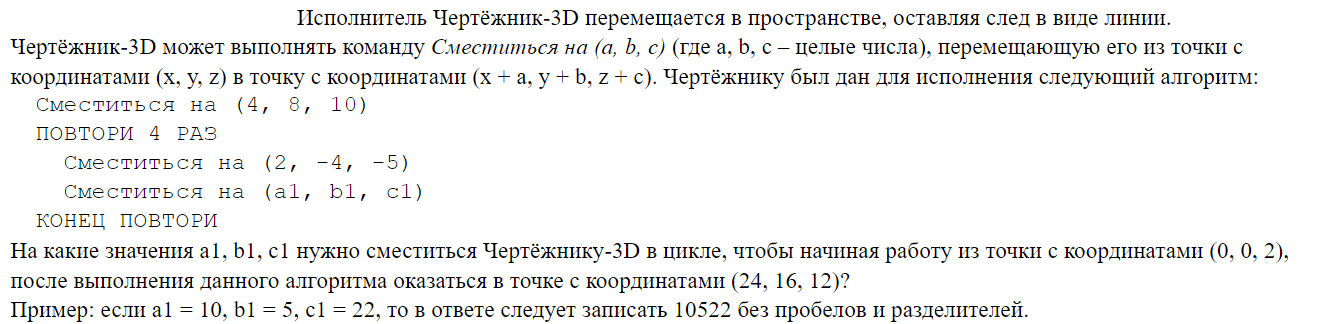 Исполнитель Чертёжник-3D перемещается в пространстве, оставляя след в виде линии.
Чертёжник-3D может выполнять команду Сместиться на (a, b, c) (где a, b, c – целые числа), перемещающую его из точки с
координатами (x, y, z) в точку с координатами (x + a, y + b, z + c). Чертёжнику был дан для исполнения следующий алгоритм:
Сместиться на (4, 8, 10)
ПОВТОРИ 4 РАЗ
Сместиться на (2, -4, -5)
Сместиться на (a1, b1, c1)
КОНЕЦ ПОВТОРИ
На какие значения a1, b1, c1 нужно сместиться Чертёжнику-3D в цикле, чтобы начиная работу из точки с координатами (0, 0, 2),
после выполнения данного алгоритма оказаться в точке с координатами (24, 16, 12)?
Пример: если a1 = 10, b1 = 5, c1 = 22, то в ответе следует записать 10522 без пробелов и разделителей.